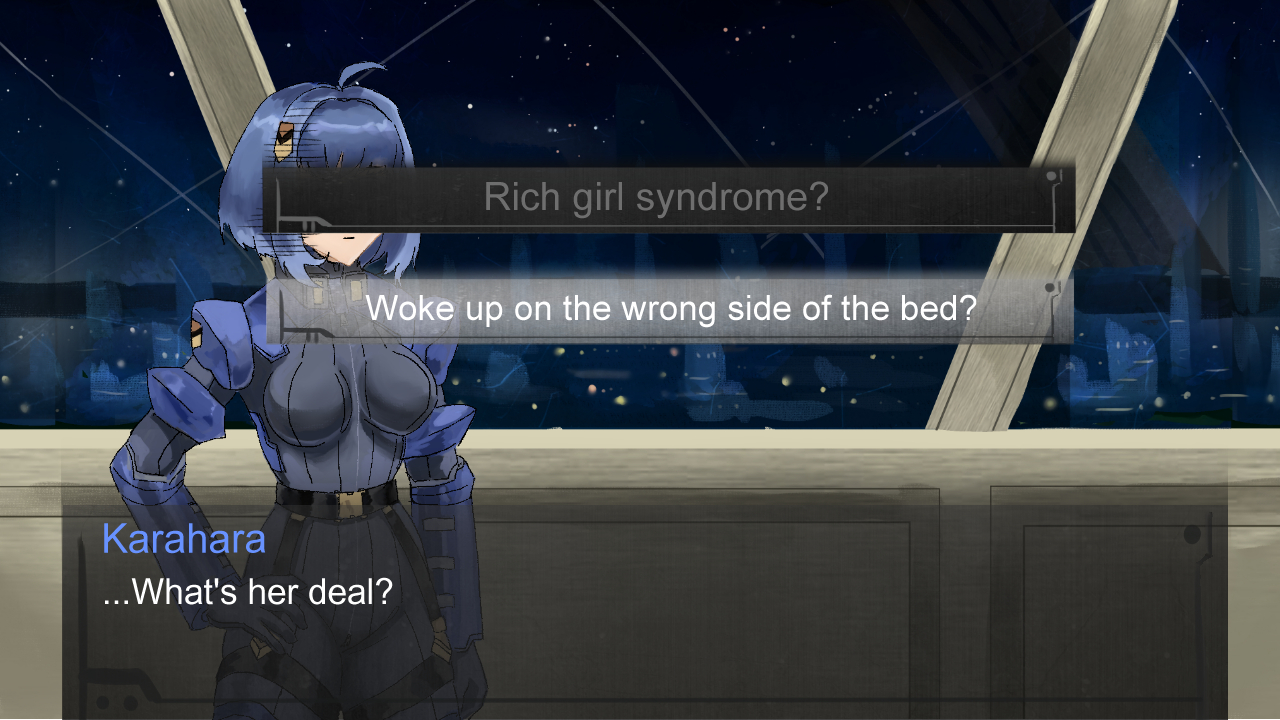 Rich girl syndrome?
Woke up on the wrong side of the bed?
Karahara
...What's her deal?